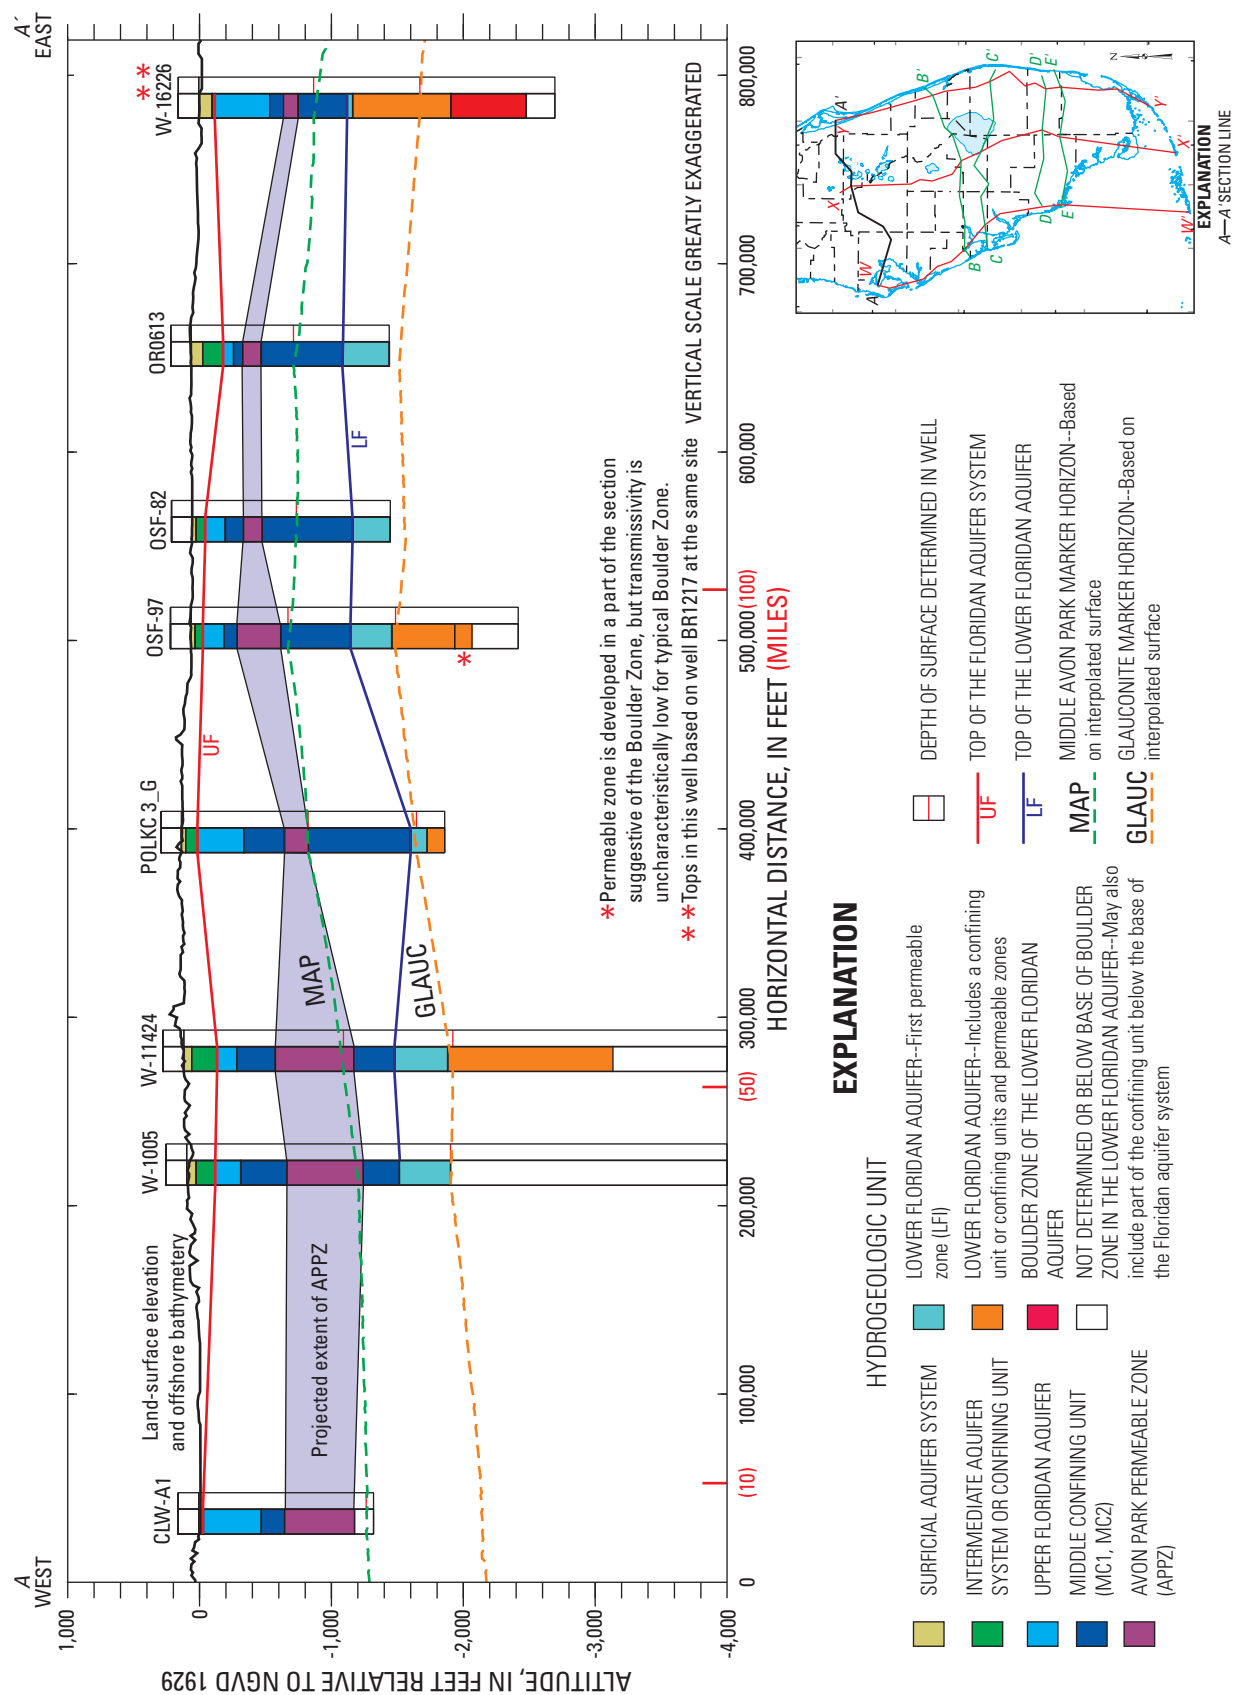 A
WEST
A′
EAST
CLW-A1
W-1005
W-11424
POLKC 3_G
OSF-97
OSF-82
OR0613
* *
W-16226
ALTITUDE, IN FEET RELATIVE TO NGVD 1929
1,000
0
-1,000
-2,000
-3,000
-4,000
Land-surface elevation
and offshore bathymetery
UF
Projected extent of APPZ
MAP
GLAUC
LF
*
*Permeable zone is developed in a part of the section
suggestive of the Boulder Zone, but transmissivity is
uncharacteristically low for typical Boulder Zone.
* *Tops in this well based on well BR1217 at the same site
VERTICAL SCALE GREATLY EXAGGERATED
(10)
(50)
(100)
0
100,000
200,000
300,000
400,000
500,000
600,000
700,000
800,000
HORIZONTAL DISTANCE, IN FEET (MILES)
EXPLANATION
HYDROGEOLOGIC UNIT
SURFICIAL AQUIFER SYSTEM
INTERMEDIATE AQUIFER
SYSTEM OR CONFINING UNIT
UPPER FLORIDAN AQUIFER
MIDDLE CONFINING UNIT
(MC1, MC2)
AVON PARK PERMEABLE ZONE
(APPZ)
LOWER FLORIDAN AQUIFER--First permeable
zone (LFI)
LOWER FLORIDAN AQUIFER--Includes a confining
unit or confining units and permeable zones
BOULDER ZONE OF THE LOWER FLORIDAN
AQUIFER
NOT DETERMINED OR BELOW BASE OF BOULDER
ZONE IN THE LOWER FLORIDAN AQUIFER--May also
include part of the confining unit below the base of
the Floridan aquifer system
DEPTH OF SURFACE DETERMINED IN WELL
UF
TOP OF THE FLORIDAN AQUIFER SYSTEM
LF
TOP OF THE LOWER FLORIDAN AQUIFER
MAP
MIDDLE AVON PARK MARKER HORIZON--Based
on interpolated surface
GLAUC
GLAUCONITE MARKER HORIZON--Based on
interpolated surface
A
W
X
Y
A'
B
B'
C
C'
D
D'
E
E'
W'
X'
Y'
N
EXPLANATION
A—A' SECTION LINE